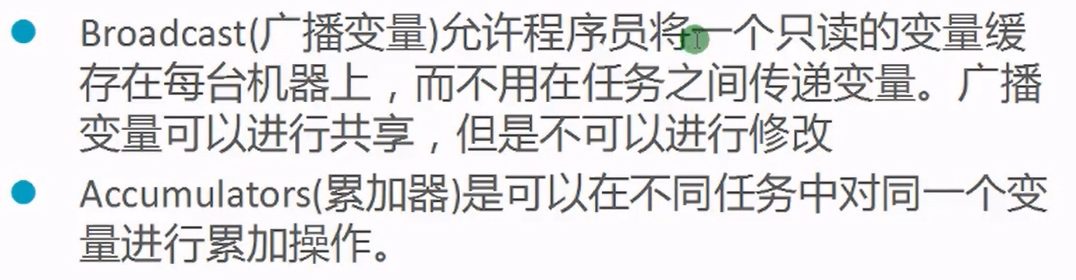 Broadcast(广播变量)允许程序员将一个只读的变量缓
存在每台机器上，而不用在任务之间传递变量。广播
变量可以进行共享，但是不可以进行修改
Accumulators(累加器)是可以在不同任务中对同一个变
量进行累加操作。